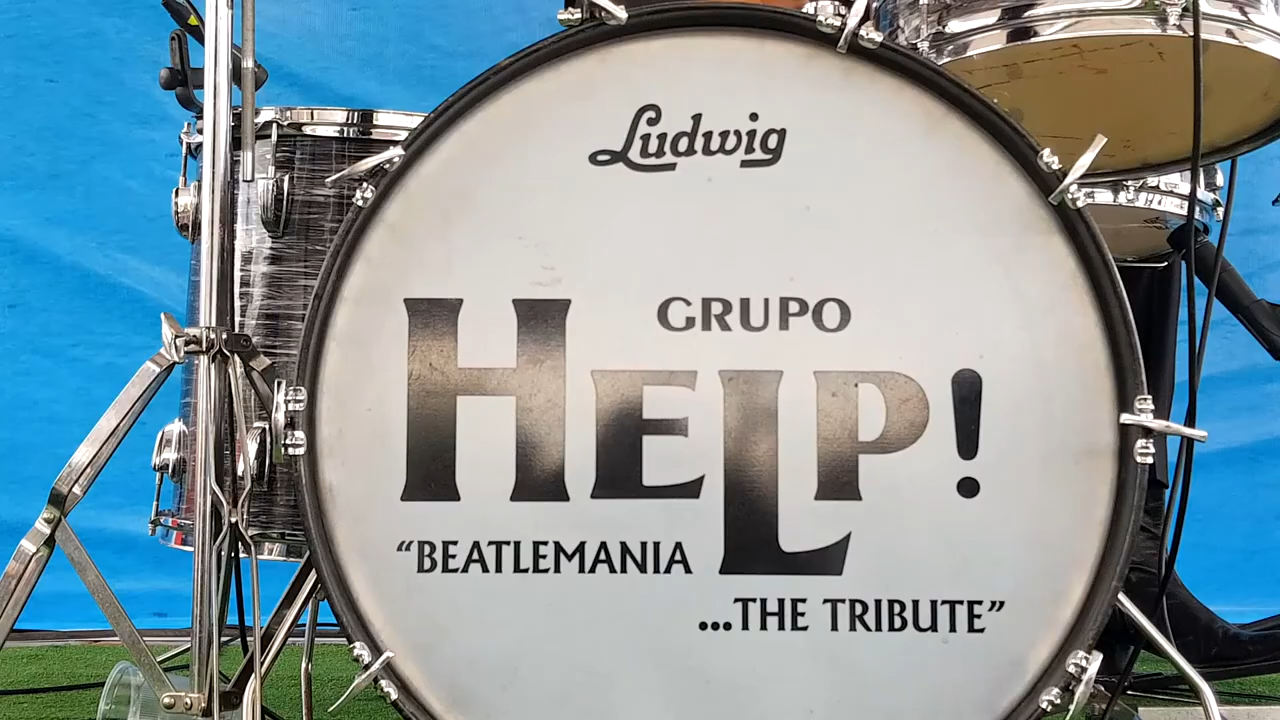 Ludwig
GRUPO
HELP!
“BEATLEMANIA
...THE TRIBUTE”